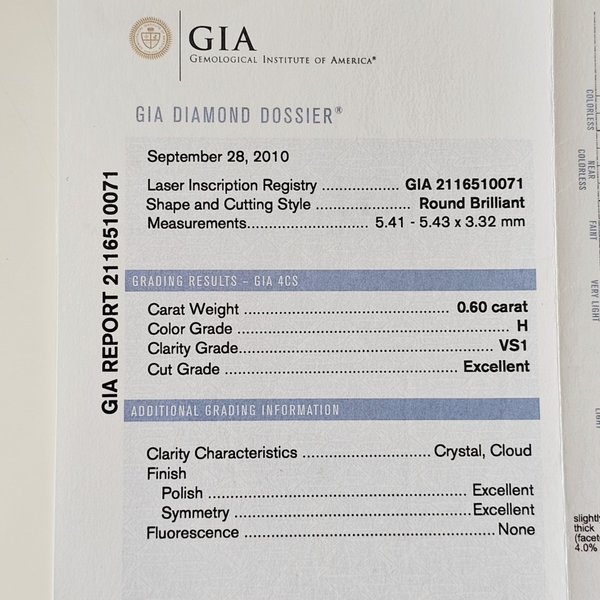 GIA
GEMOLOGICAL INSTITUTE OF AMERICA®
GIA DIAMOND DOSSIER®
September 28, 2010
Laser Inscription Registry ................ GIA 2116510071
Shape and Cutting Style .................... Round Brilliant
Measurements............................ 5.41 - 5.43 x 3.32 mm
GRADING RESULTS - GIA 4CS
Carat Weight .............................................. 0.60 carat
Color Grade ............................................................. H
Clarity Grade......................................................... VS1
Cut Grade .................................................... Excellent
ADDITIONAL GRADING INFORMATION
Clarity Characteristics ............................ Crystal, Cloud
Finish
Polish .......................................................... Excellent
Symmetry ..................................................... Excellent
Fluorescence ......................................................... None
GIA REPORT 2116510071
COLORLESS
NEAR
COLORLESS
FAINT
VERY LIGHT
LIGHT
slightly
thick
(facet
4.0%